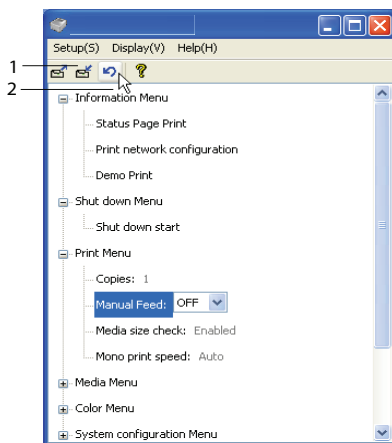 Setup(S) Display(V) Help(H)
1
2
Information Menu
Status Page Print
Print network configuration
Demo Print
Shut down Menu
Shut down start
Print Menu
Copies: 1
Manual Feed: OFF
Media size check: Enabled
Mono print speed: Auto
Media Menu
Color Menu
System configuration Menu